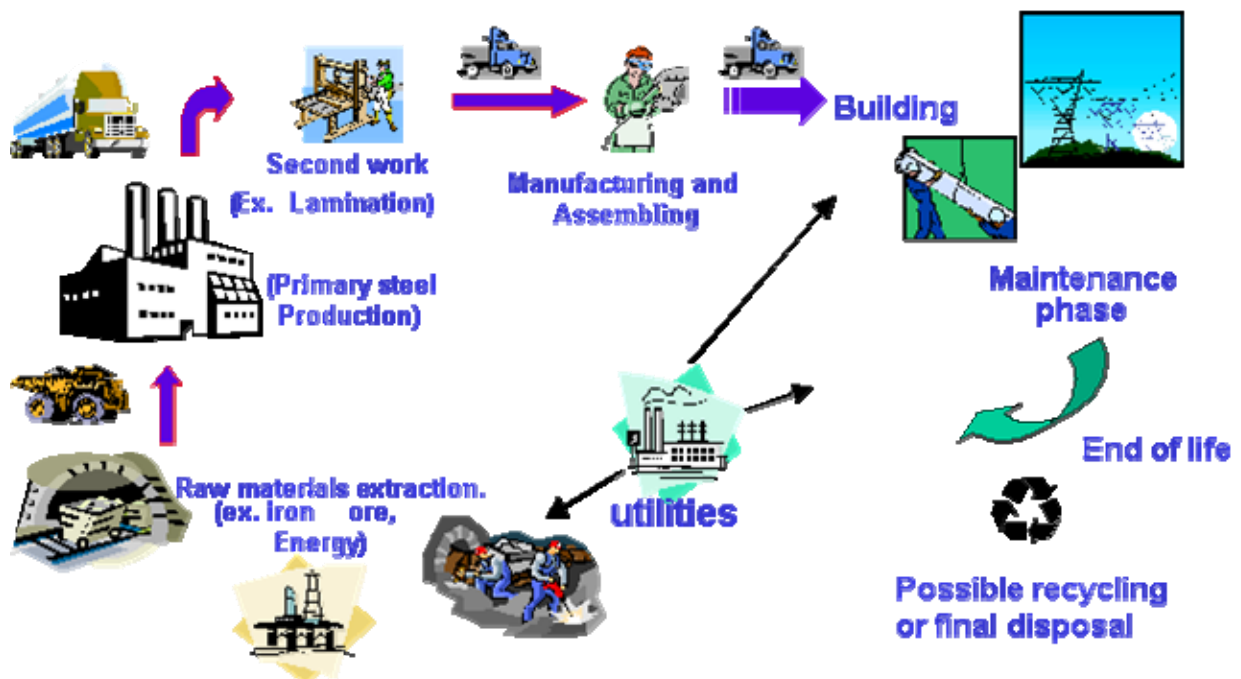 Second work
(Ex. Lamination)
Manufacturing and
Assembling
Building
(Primary steel
Production)
Maintenance
phase
Raw materials extraction.
(ex. iron ore,
Energy)
utilities
End of life
Possible recycling
or final disposal